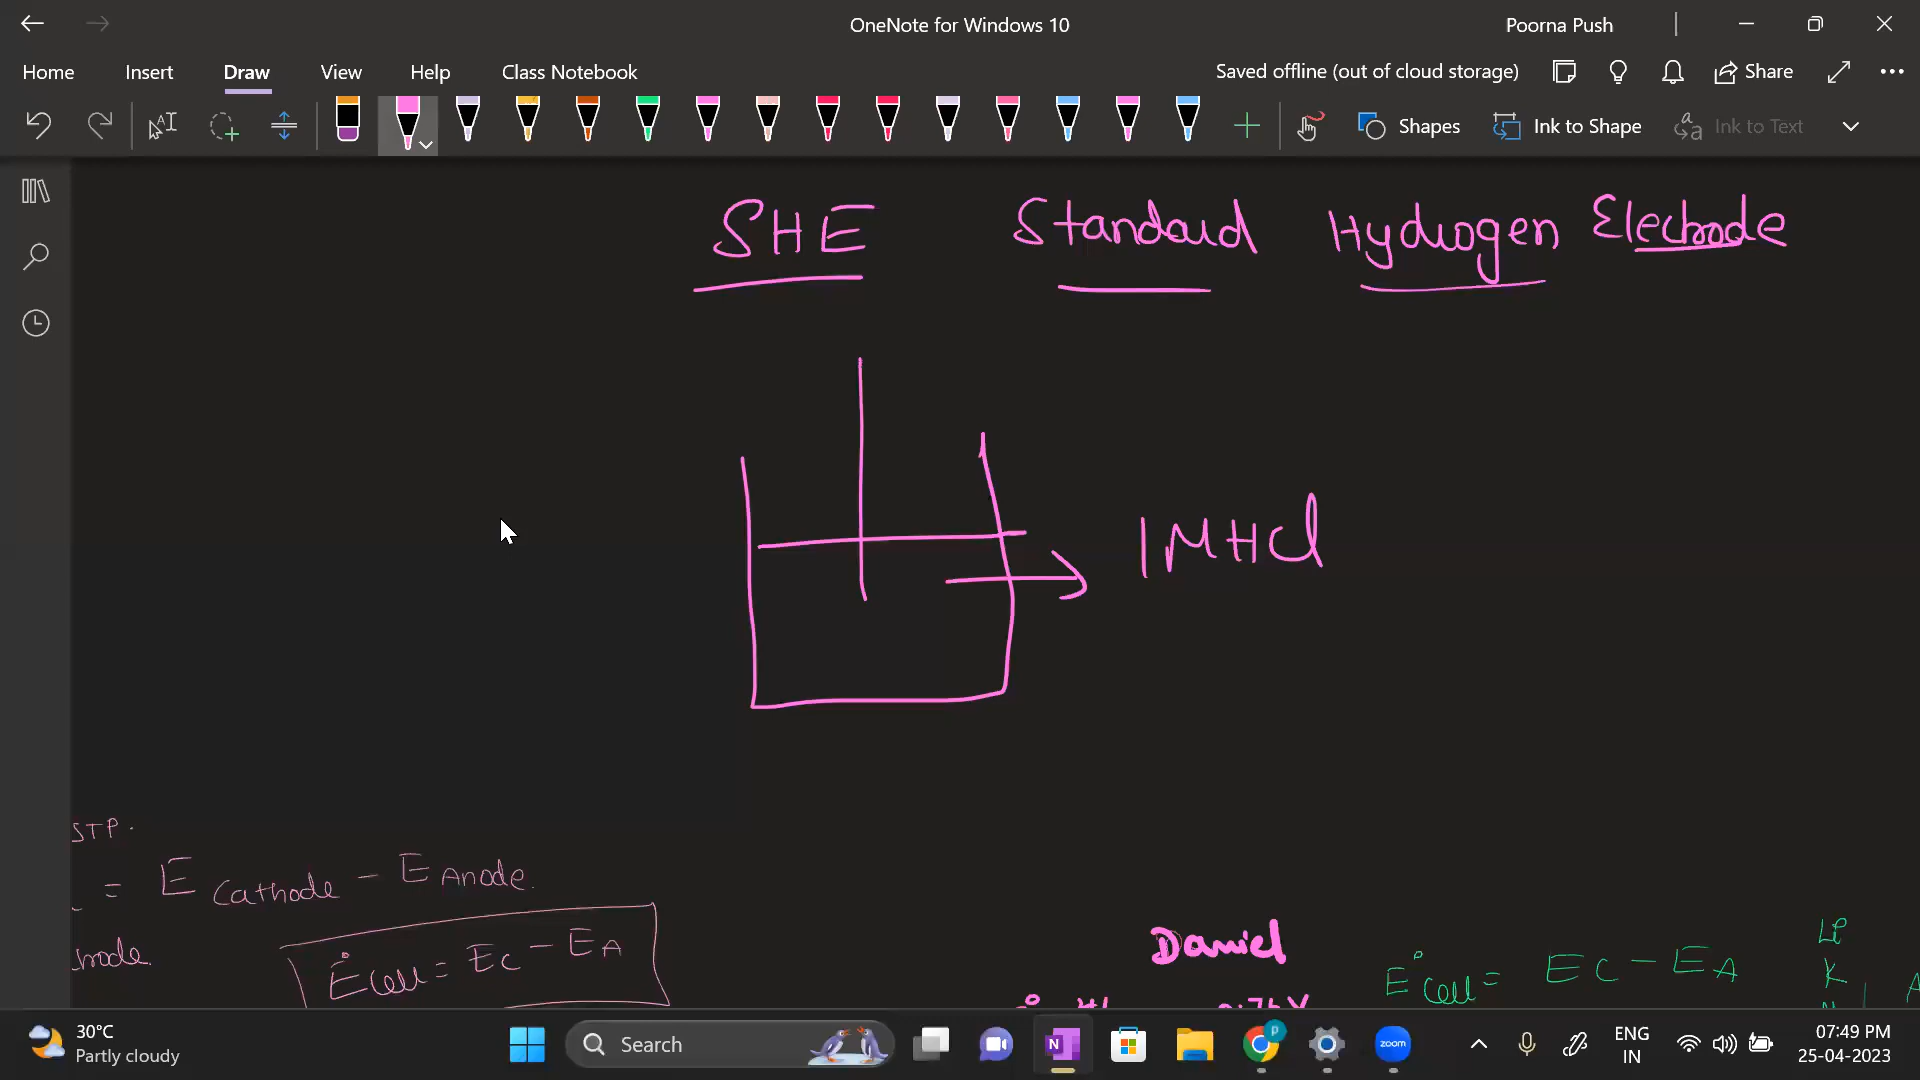 OneNote for Windows 10
Poorna Push
Home Insert Draw View Help Class Notebook
Saved offline (out of cloud storage)
Share
Shapes
Ink to Shape
Ink to Text
SHE Standard Hydrogen Electrode
1M HCl
STP.
= E Cathode - E Anode.
E°cell = EC - EA
Daniel
E°cell = EC - EA
Li
K
30°C
Partly cloudy
Search
zoom
ENG
IN
07:49 PM
25-04-2023